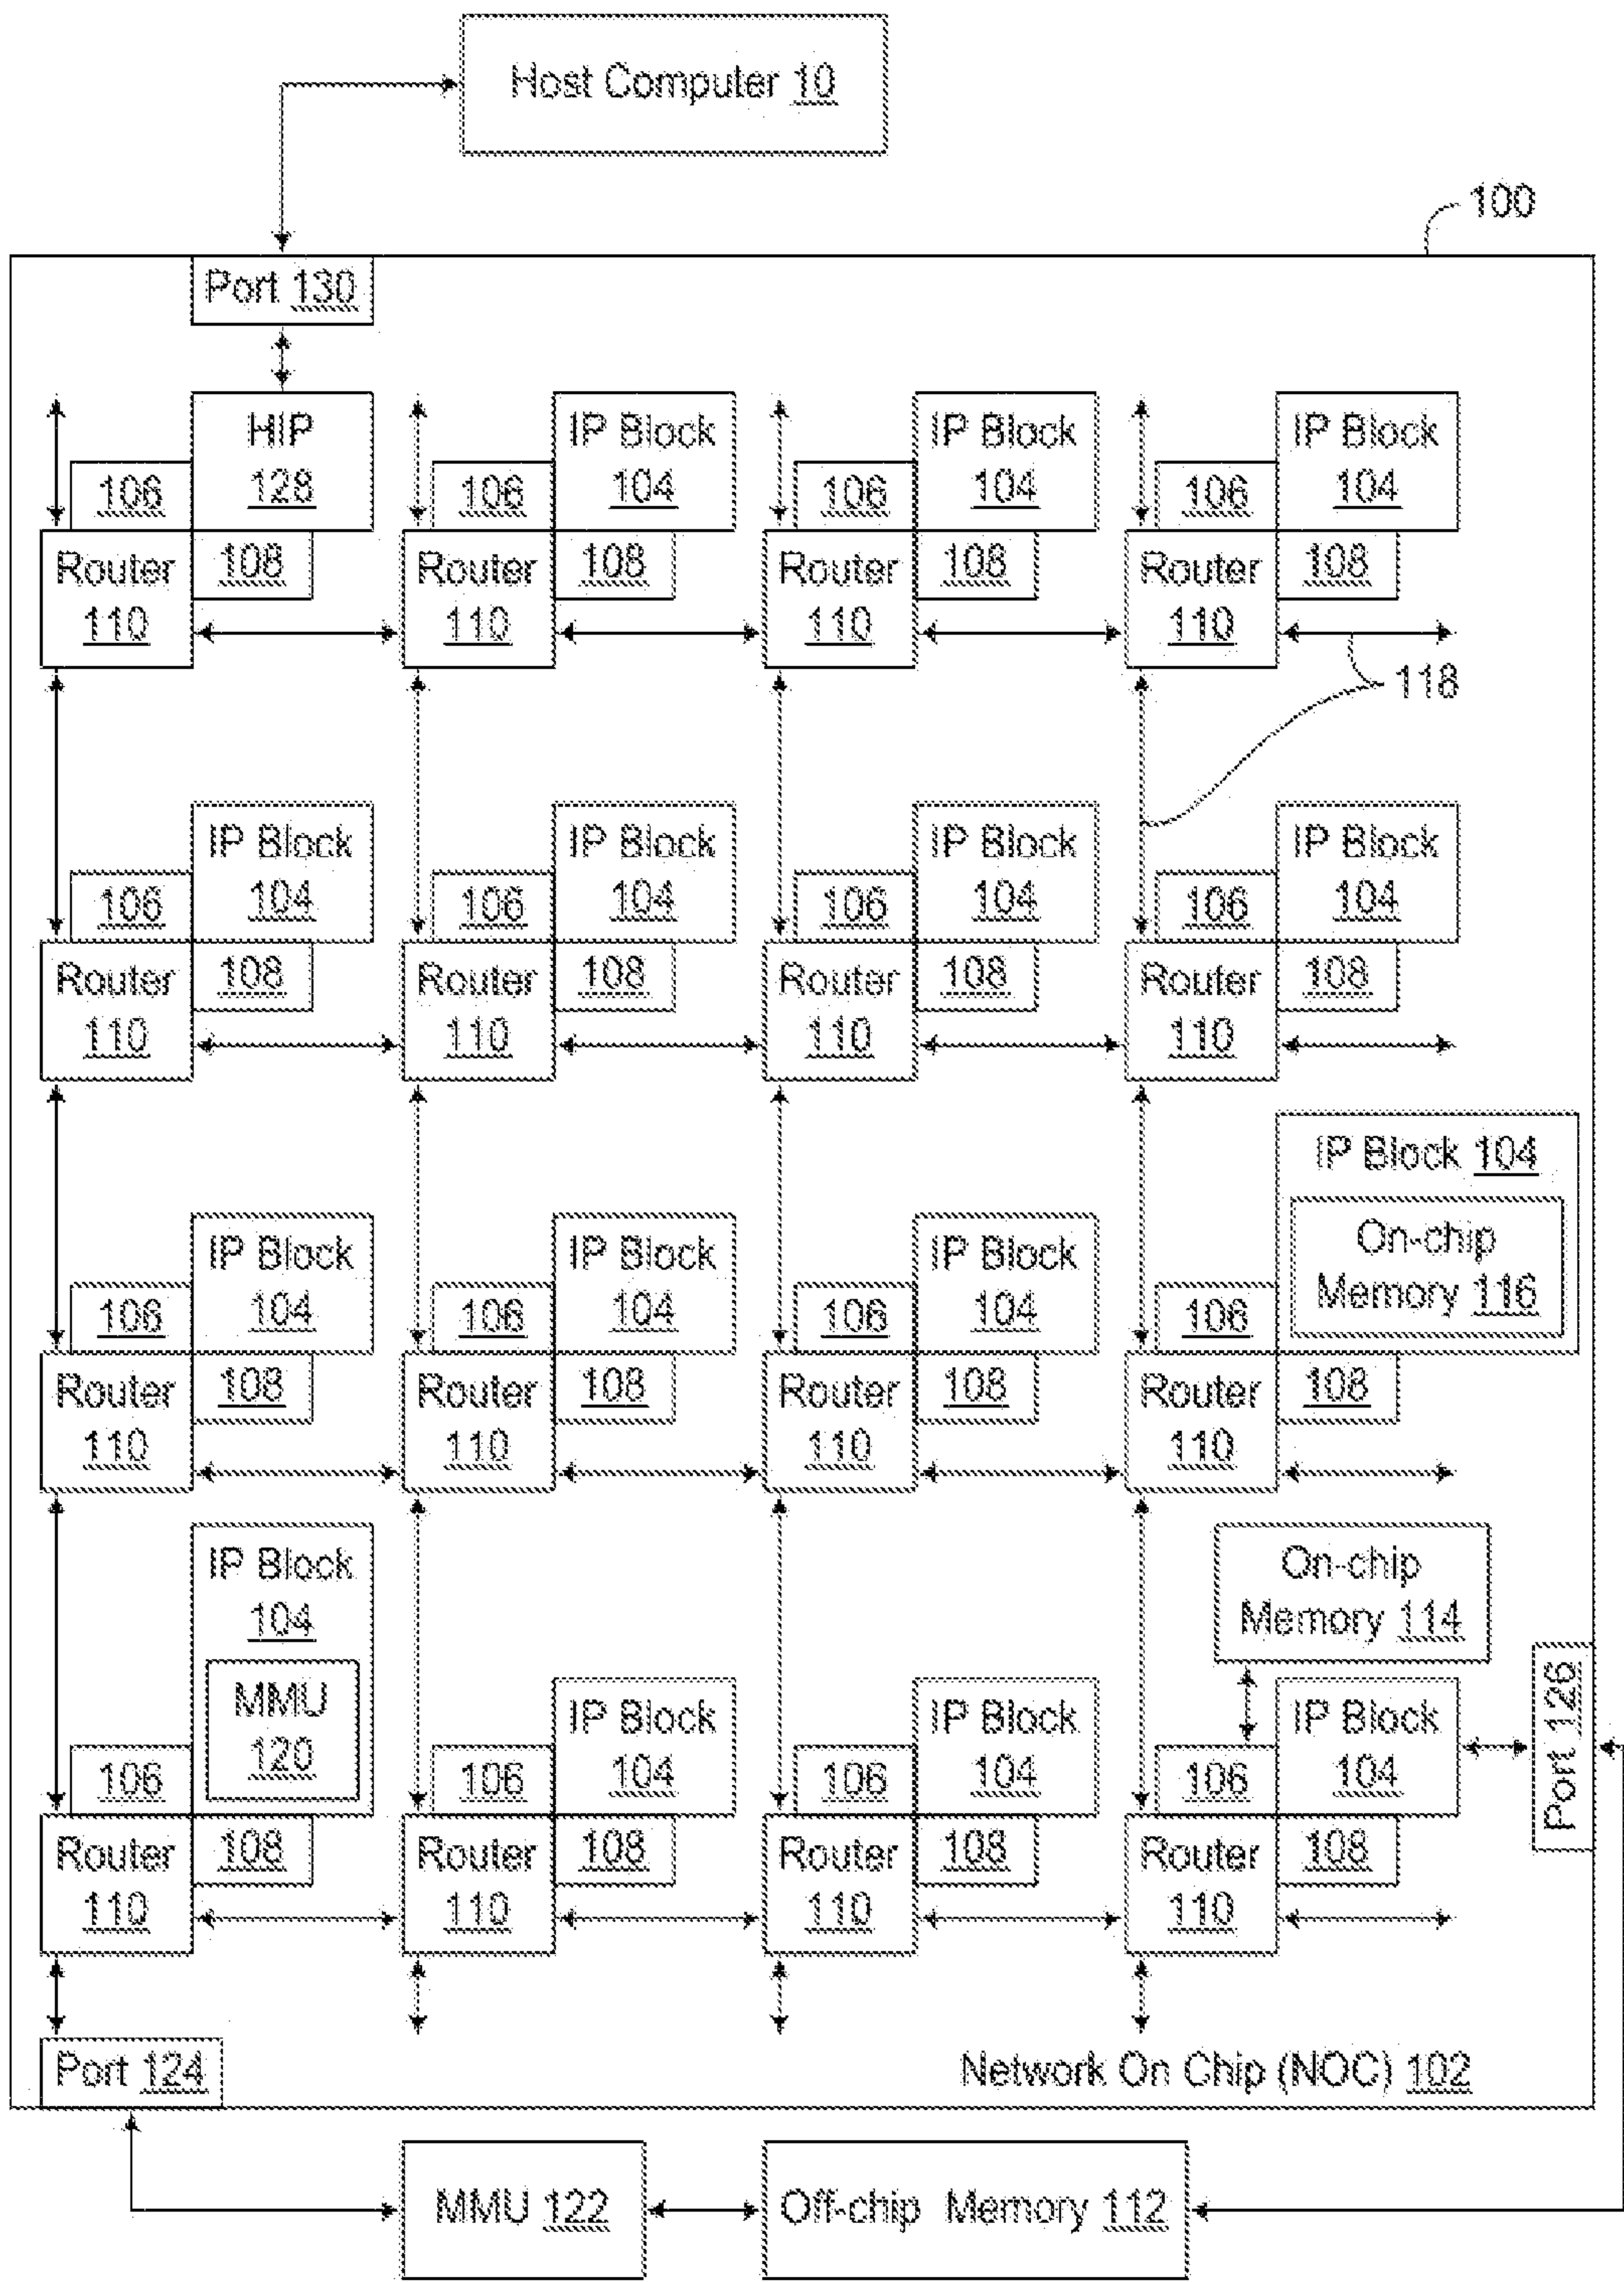 Host Computer 10
100
Port 130
HIP
128
106
Router
110
108
IP Block
104
106
Router
110
108
IP Block
104
106
Router
110
108
IP Block
104
106
Router
110
108
118
IP Block
104
106
Router
110
108
IP Block
104
106
Router
110
108
IP Block
104
106
Router
110
108
IP Block
104
106
Router
110
108
IP Block
104
106
Router
110
108
IP Block
104
106
Router
110
108
IP Block
104
106
Router
110
108
IP Block 104
On-chip
Memory 116
106
Router
110
108
IP Block
104
MMU
120
106
Router
110
108
IP Block
104
106
Router
110
108
IP Block
104
106
Router
110
108
On-chip
Memory 114
IP Block
104
106
Router
110
108
Port 126
Port 124
Network On Chip (NOC) 102
MMU 122
Off-chip Memory 112